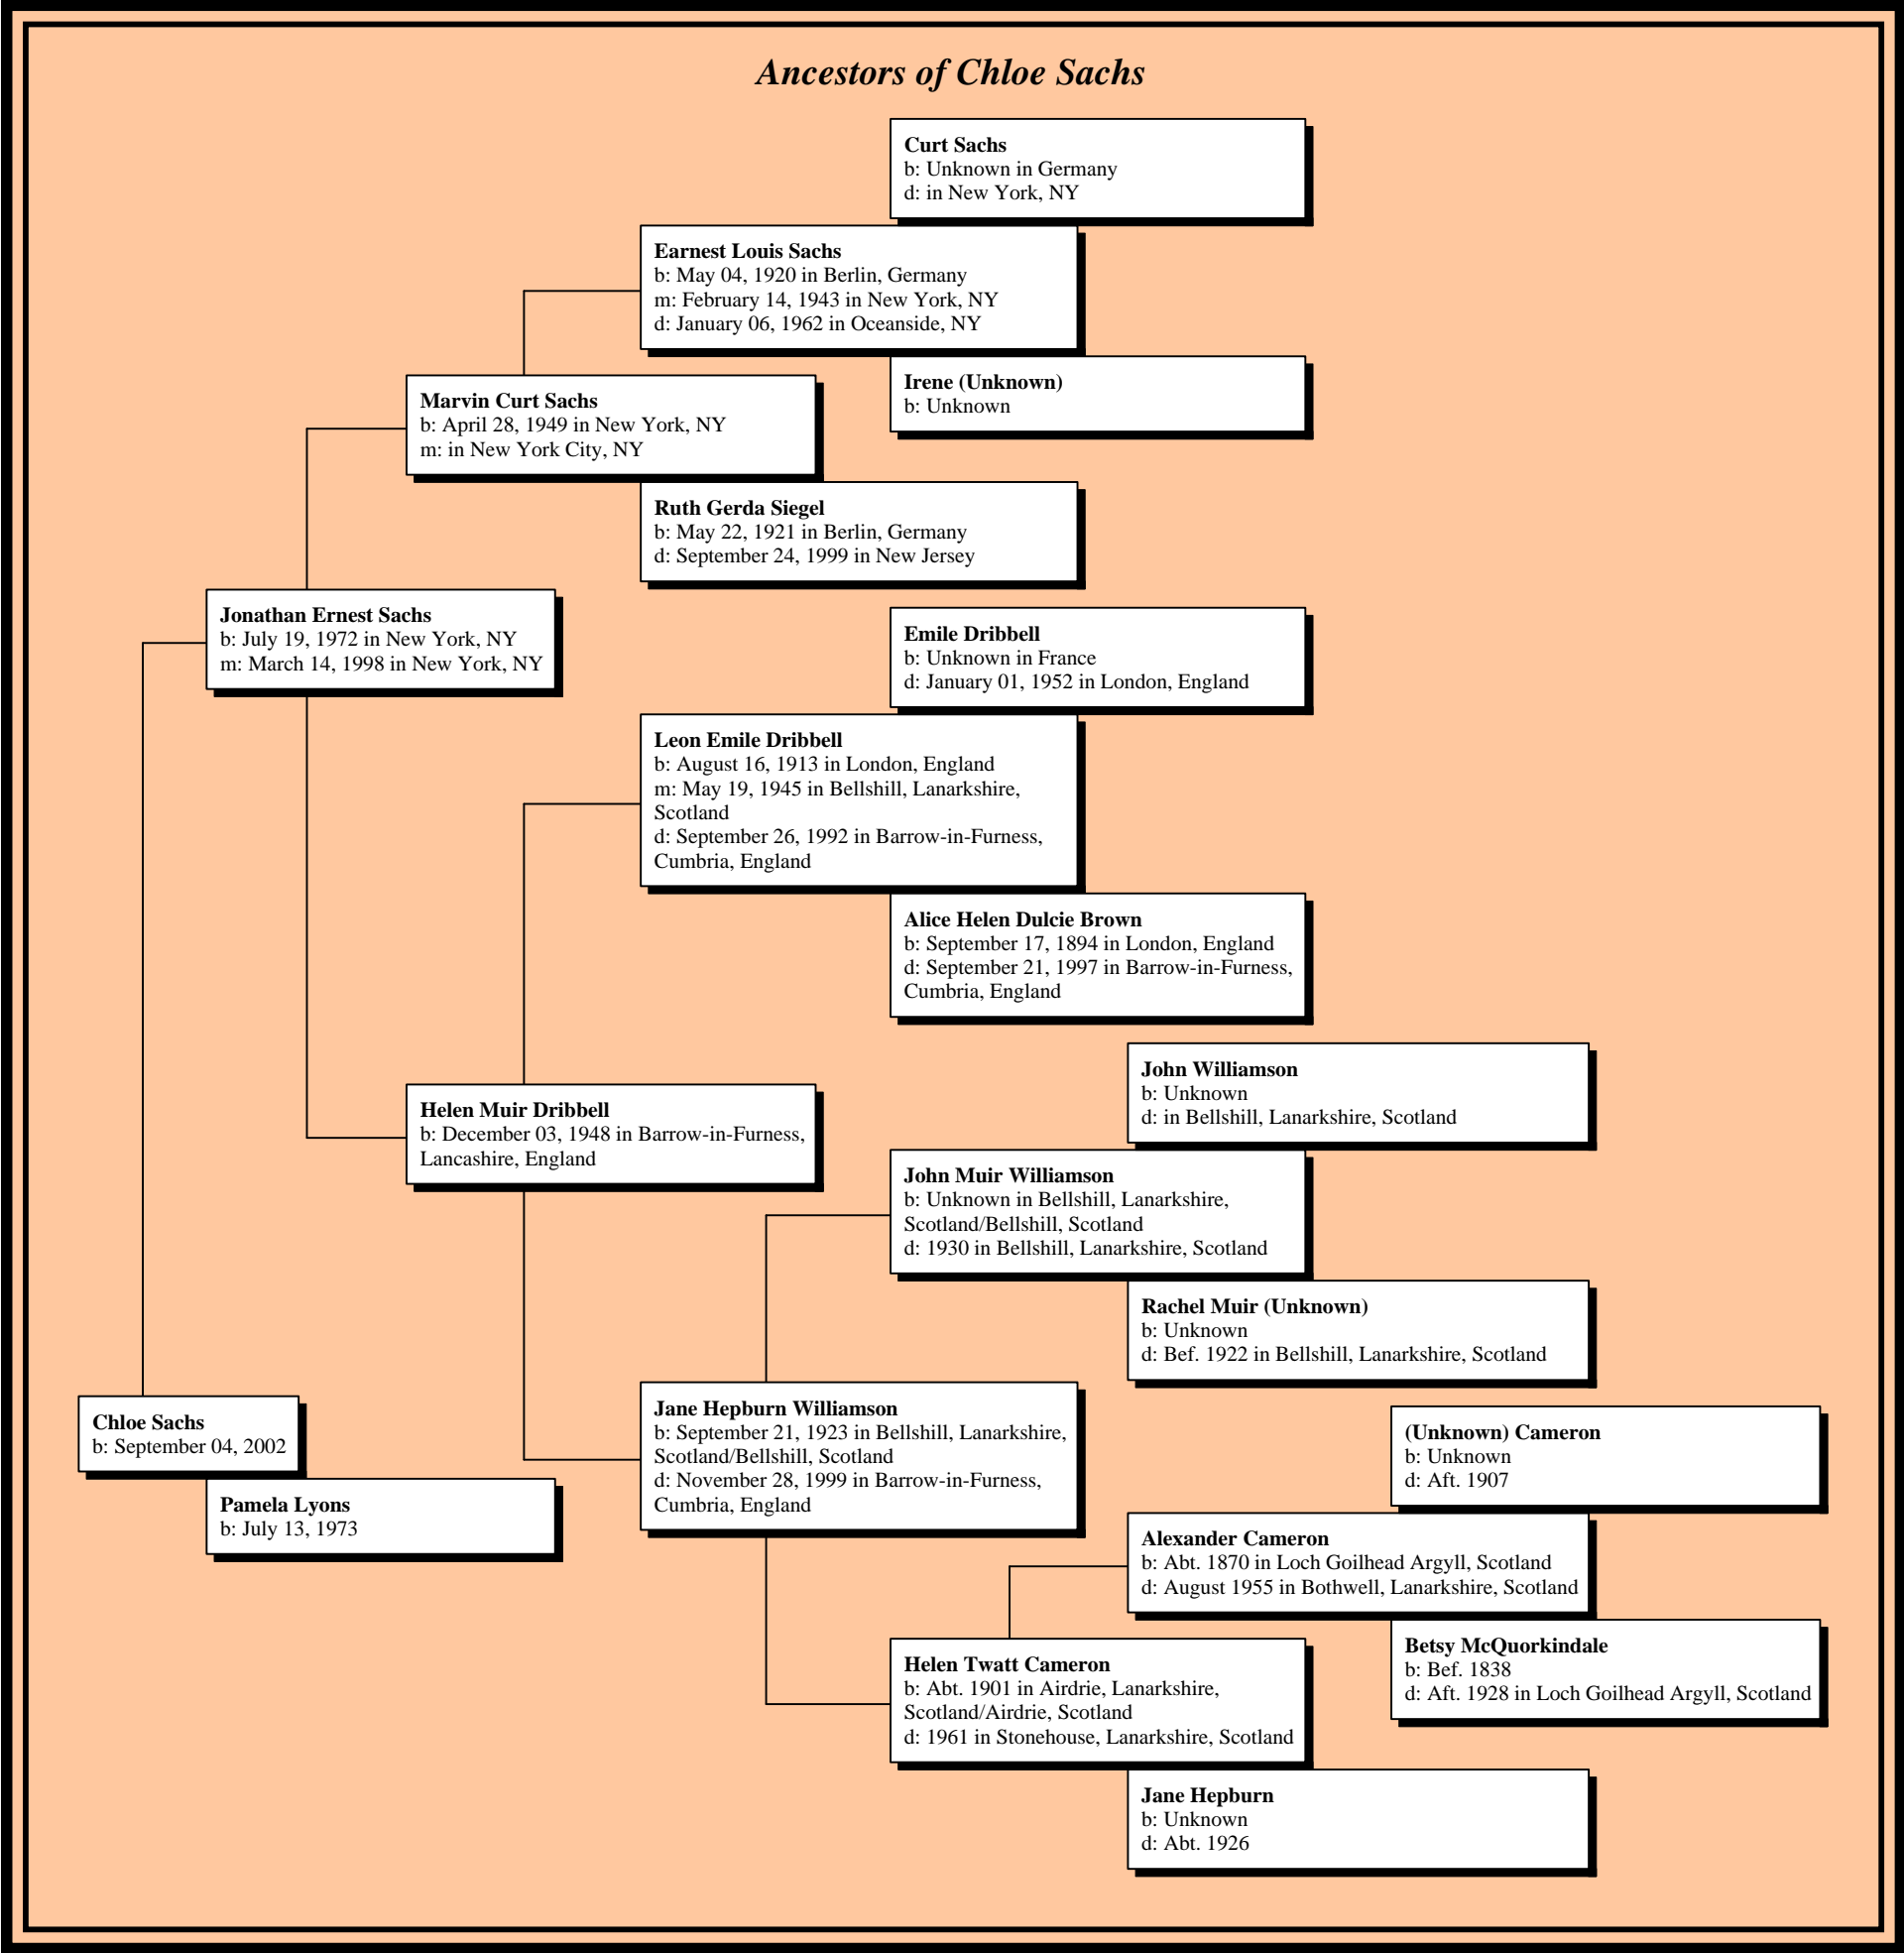 Ancestors of Chloe Sachs
Curt Sachs
b: Unknown in Germany
d: in New York, NY
Earnest Louis Sachs
b: May 04, 1920 in Berlin, Germany
m: February 14, 1943 in New York, NY
d: January 06, 1962 in Oceanside, NY
Irene (Unknown)
b: Unknown
Marvin Curt Sachs
b: April 28, 1949 in New York, NY
m: in New York City, NY
Ruth Gerda Siegel
b: May 22, 1921 in Berlin, Germany
d: September 24, 1999 in New Jersey
Jonathan Ernest Sachs
b: July 19, 1972 in New York, NY
m: March 14, 1998 in New York, NY
Emile Dribbell
b: Unknown in France
d: January 01, 1952 in London, England
Leon Emile Dribbell
b: August 16, 1913 in London, England
m: May 19, 1945 in Bellshill, Lanarkshire,
Scotland
d: September 26, 1992 in Barrow-in-Furness,
Cumbria, England
Alice Helen Dulcie Brown
b: September 17, 1894 in London, England
d: September 21, 1997 in Barrow-in-Furness,
Cumbria, England
John Williamson
b: Unknown
d: in Bellshill, Lanarkshire, Scotland
Helen Muir Dribbell
b: December 03, 1948 in Barrow-in-Furness,
Lancashire, England
John Muir Williamson
b: Unknown in Bellshill, Lanarkshire,
Scotland/Bellshill, Scotland
d: 1930 in Bellshill, Lanarkshire, Scotland
Rachel Muir (Unknown)
b: Unknown
d: Bef. 1922 in Bellshill, Lanarkshire, Scotland
Jane Hepburn Williamson
b: September 21, 1923 in Bellshill, Lanarkshire,
Scotland/Bellshill, Scotland
d: November 28, 1999 in Barrow-in-Furness,
Cumbria, England
Chloe Sachs
b: September 04, 2002
(Unknown) Cameron
b: Unknown
d: Aft. 1907
Pamela Lyons
b: July 13, 1973
Alexander Cameron
b: Abt. 1870 in Loch Goilhead Argyll, Scotland
d: August 1955 in Bothwell, Lanarkshire, Scotland
Betsy McQuorkindale
b: Bef. 1838
d: Aft. 1928 in Loch Goilhead Argyll, Scotland
Helen Twatt Cameron
b: Abt. 1901 in Airdrie, Lanarkshire,
Scotland/Airdrie, Scotland
d: 1961 in Stonehouse, Lanarkshire, Scotland
Jane Hepburn
b: Unknown
d: Abt. 1926